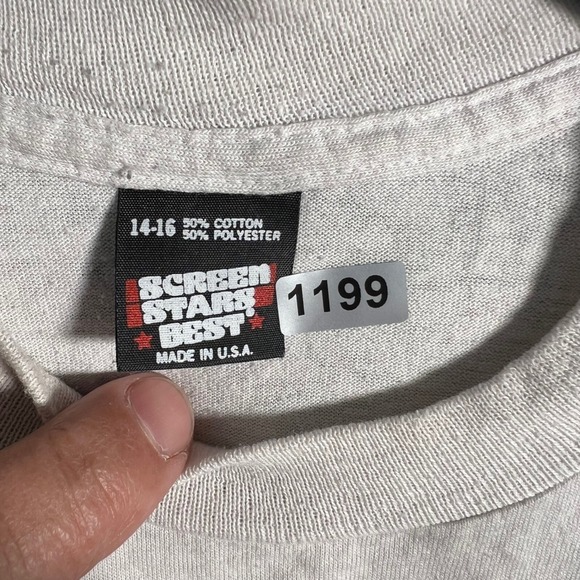 14-16 50% COTTON
50% POLYESTER
SCREEN
STARS
BEST
MADE IN U.S.A.
1199